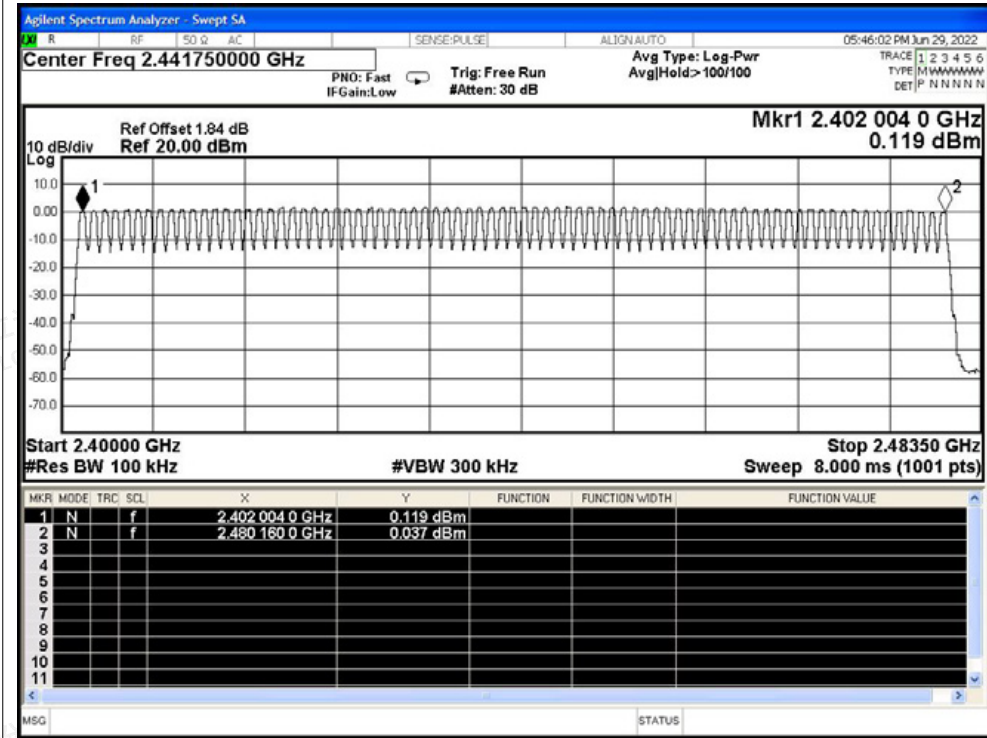 Agilent Spectrum Analyzer - Swept SA
R RF 50 Ω AC SENSE:PULSE ALIGNAUTO 05:46:02 PM Jun 29, 2022
Center Freq 2.441750000 GHz
PNO: Fast
IFGain:Low
Trig: Free Run
#Atten: 30 dB
Avg Type: Log-Pwr
Avg|Hold:>100/100
TRACE 1 2 3 4 5 6
TYPE M WWWWW
DET P N N N N N
Mkr1 2.402 004 0 GHz
0.119 dBm
Ref Offset 1.84 dB
10 dB/div Ref 20.00 dBm
Log
1
2
10.0
0.00
-10.0
-20.0
-30.0
-40.0
-50.0
-60.0
-70.0
Start 2.40000 GHz Stop 2.48350 GHz
#Res BW 100 kHz #VBW 300 kHz Sweep 8.000 ms (1001 pts)
MKR MODE TRC SCL X Y FUNCTION FUNCTION WIDTH FUNCTION VALUE
1 N f 2.402 004 0 GHz 0.119 dBm
2 N f 2.480 160 0 GHz 0.037 dBm
3
4
5
6
7
8
9
10
11
MSG STATUS